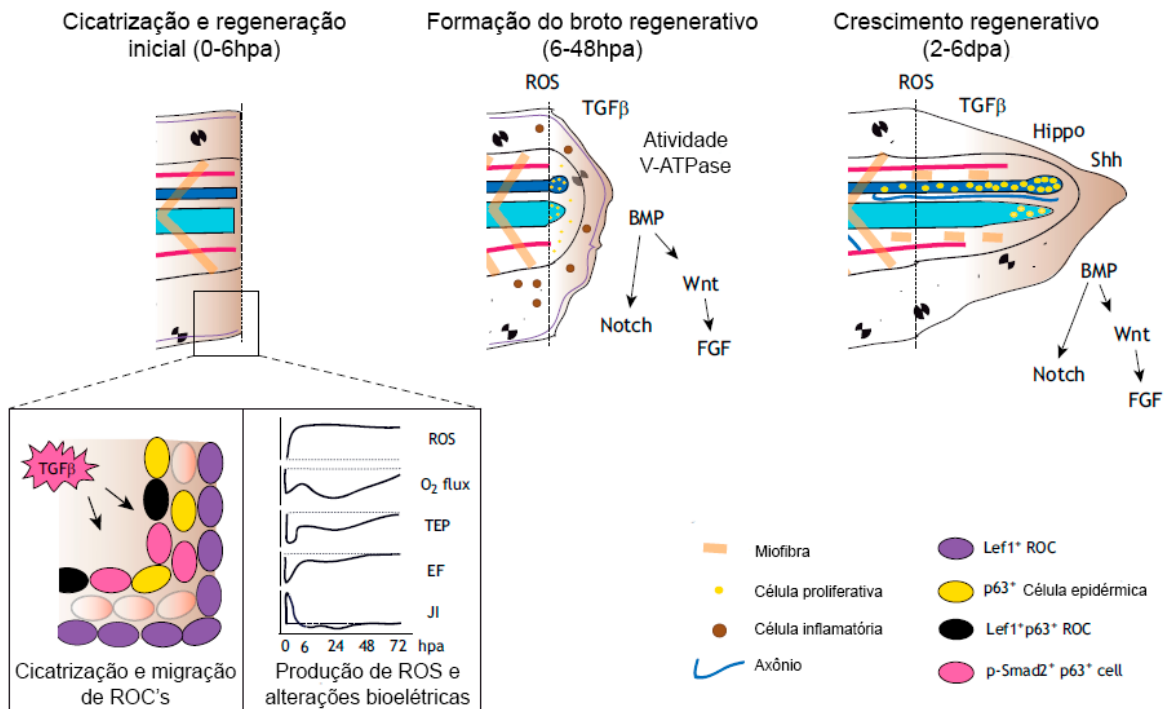 Cicatrização e regeneração
inicial (0-6hpa)
Formação do broto regenerativo
(6-48hpa)
Crescimento regenerativo
(2-6dpa)
ROS
TGFβ
Atividade
V-ATPase
BMP
Wnt
Notch
FGF
ROS
TGFβ
Hippo
Shh
BMP
Wnt
Notch
FGF
TGFβ
Cicatrização e migração
de ROC's
ROS
O₂ flux
TEP
EF
JI
0 6 24 48 72 hpa
Produção de ROS e
alterações bioelétricas
Miofibra
Célula proliferativa
Célula inflamatória
Axônio
Lef1⁺ ROC
p63⁺ Célula epidérmica
Lef1⁺p63⁺ ROC
p-Smad2⁺ p63⁺ cell